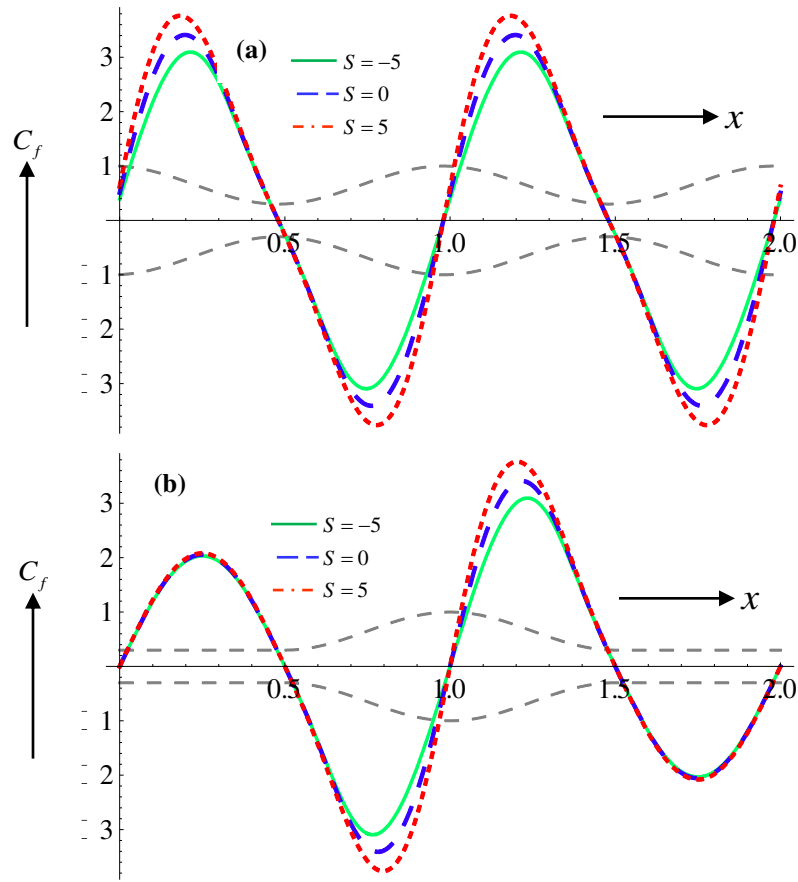 (a)
S = −5
S = 0
S = 5
C_f
x
3
2
1
0.5 1.0 1.5 2.0
– 1
– 2
– 3
(b)
S = −5
S = 0
S = 5
C_f
x
3
2
1
0.5 1.0 1.5 2.0
– 1
– 2
– 3